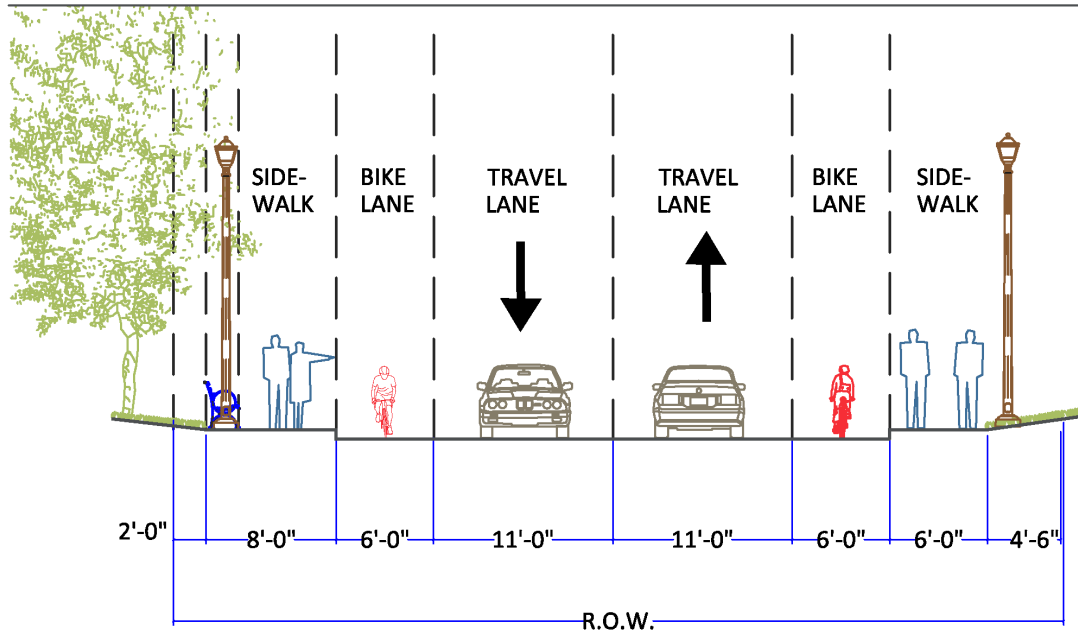 SIDE-
WALK
BIKE
LANE
TRAVEL
LANE
TRAVEL
LANE
BIKE
LANE
SIDE-
WALK
2'-0"
8'-0"
6'-0"
11'-0"
11'-0"
6'-0"
6'-0"
4'-6"
R.O.W.